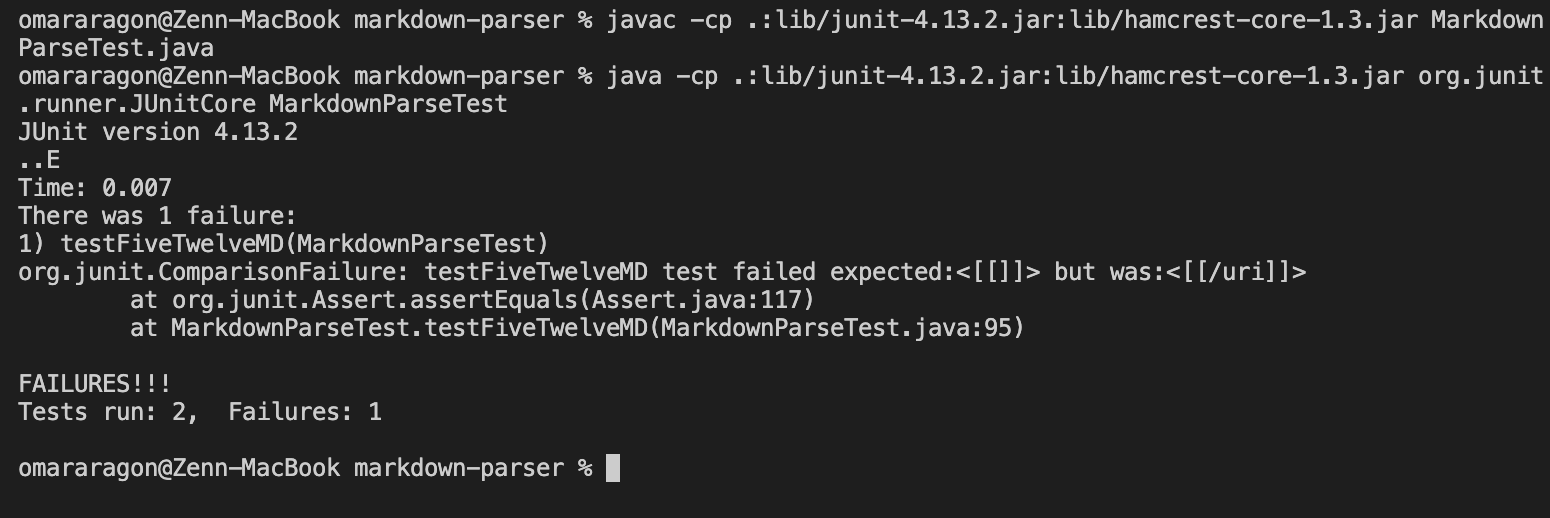 omararagon@Zenn-MacBook markdown-parser % javac -cp .:lib/junit-4.13.2.jar:lib/hamcrest-core-1.3.jar Markdown
ParseTest.java
omararagon@Zenn-MacBook markdown-parser % java -cp .:lib/junit-4.13.2.jar:lib/hamcrest-core-1.3.jar org.junit
.runner.JUnitCore MarkdownParseTest
JUnit version 4.13.2
..E
Time: 0.007
There was 1 failure:
1) testFiveTwelveMD(MarkdownParseTest)
org.junit.ComparisonFailure: testFiveTwelveMD test failed expected:<[[]]> but was:<[[/uri]]>
        at org.junit.Assert.assertEquals(Assert.java:117)
        at MarkdownParseTest.testFiveTwelveMD(MarkdownParseTest.java:95)

FAILURES!!!
Tests run: 2,  Failures: 1

omararagon@Zenn-MacBook markdown-parser %